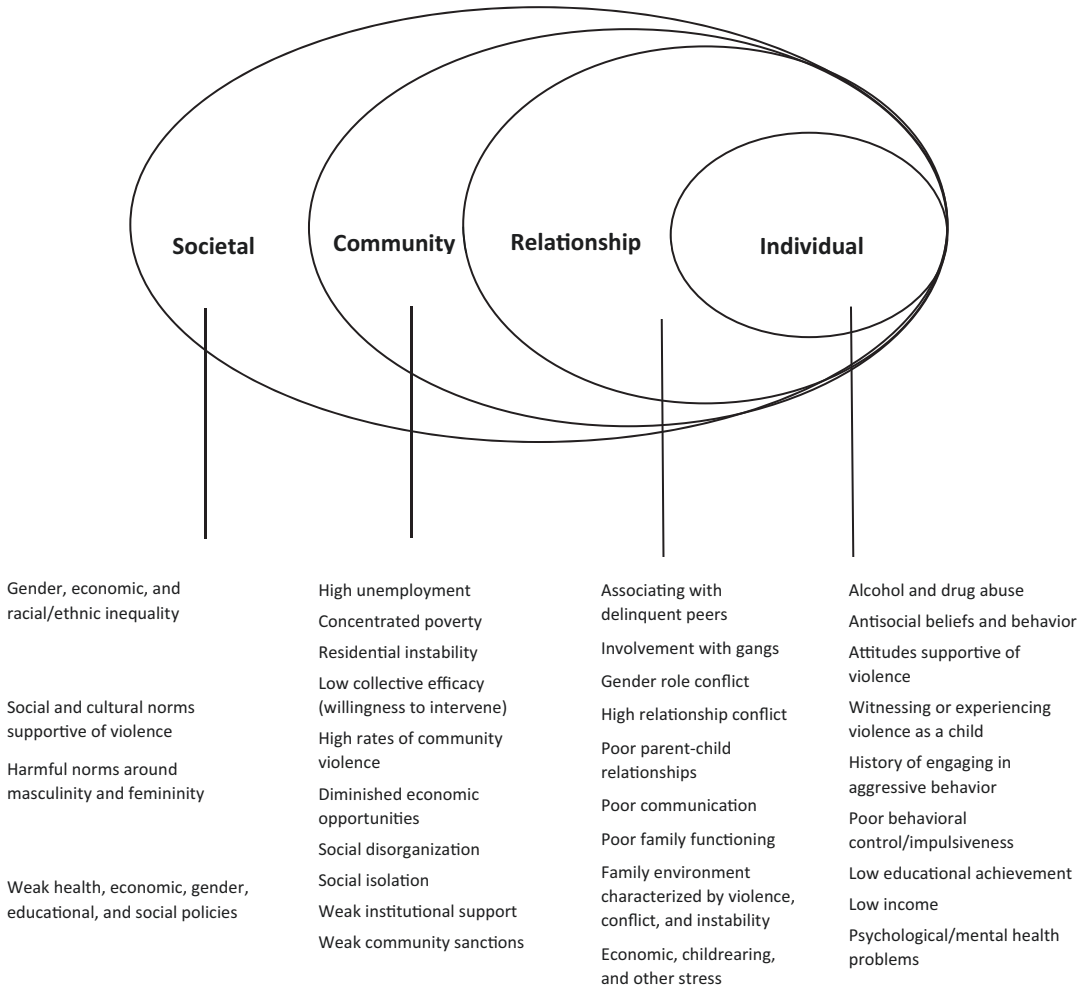 Societal
Community
Relationship
Individual
Gender, economic, and
racial/ethnic inequality
Social and cultural norms
supportive of violence
Harmful norms around
masculinity and femininity
Weak health, economic, gender,
educational, and social policies
High unemployment
Concentrated poverty
Residential instability
Low collective efficacy
(willingness to intervene)
High rates of community
violence
Diminished economic
opportunities
Social disorganization
Social isolation
Weak institutional support
Weak community sanctions
Associating with
delinquent peers
Involvement with gangs
Gender role conflict
High relationship conflict
Poor parent-child
relationships
Poor communication
Poor family functioning
Family environment
characterized by violence,
conflict, and instability
Economic, childrearing,
and other stress
Alcohol and drug abuse
Antisocial beliefs and behavior
Attitudes supportive of
violence
Witnessing or experiencing
violence as a child
History of engaging in
aggressive behavior
Poor behavioral
control/impulsiveness
Low educational achievement
Low income
Psychological/mental health
problems